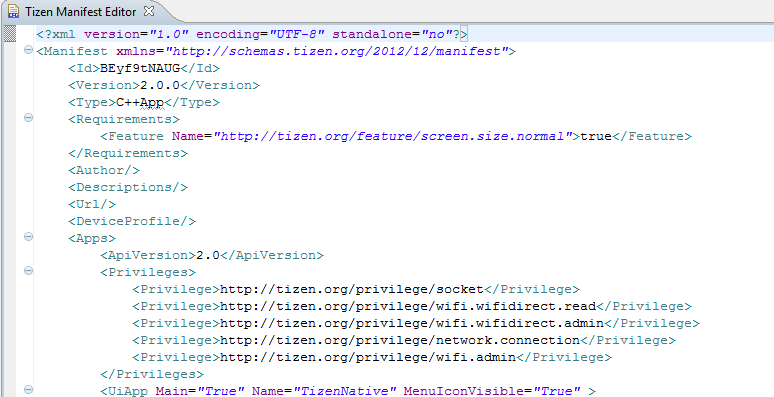 Tizen Manifest Editor
<?xml version="1.0" encoding="UTF-8" standalone="no"?>
<Manifest xmlns="http://schemas.tizen.org/2012/12/manifest">
<Id>BEyf9tNAUG</Id>
<Version>2.0.0</Version>
<Type>C++App</Type>
<Requirements>
<Feature Name="http://tizen.org/feature/screen.size.normal">true</Feature>
</Requirements>
<Author/>
<Descriptions/>
<Url/>
<DeviceProfile/>
<Apps>
<ApiVersion>2.0</ApiVersion>
<Privileges>
<Privilege>http://tizen.org/privilege/socket</Privilege>
<Privilege>http://tizen.org/privilege/wifi.wifidirect.read</Privilege>
<Privilege>http://tizen.org/privilege/wifi.wifidirect.admin</Privilege>
<Privilege>http://tizen.org/privilege/network.connection</Privilege>
<Privilege>http://tizen.org/privilege/wifi.admin</Privilege>
</Privileges>
<UiApp Main="True" Name="TizenNative" MenuIconVisible="True" >